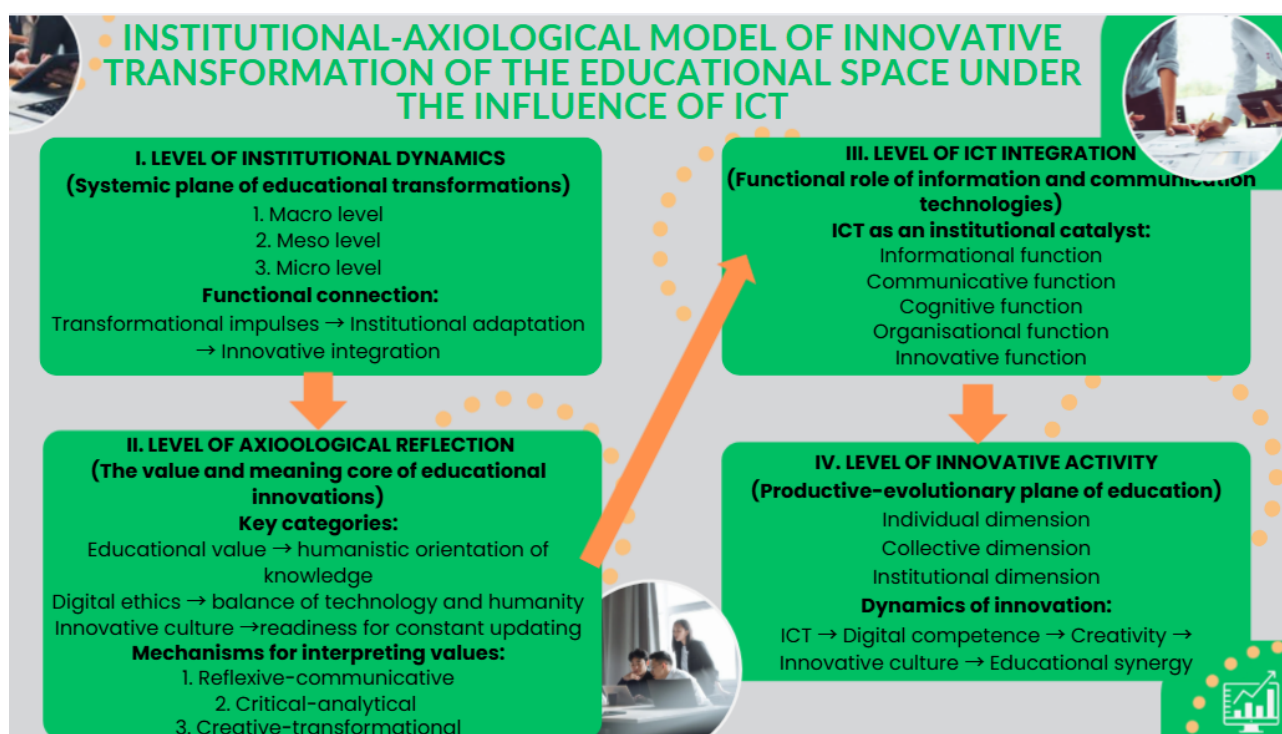 INSTITUTIONAL-AXIOLOGICAL MODEL OF INNOVATIVE
TRANSFORMATION OF THE EDUCATIONAL SPACE UNDER
THE INFLUENCE OF ICT
I. LEVEL OF INSTITUTIONAL DYNAMICS
(Systemic plane of educational transformations)
1. Macro level
2. Meso level
3. Micro level
Functional connection:
Transformational impulses → Institutional adaptation
→ Innovative integration
II. LEVEL OF AXIOOLOGICAL REFLECTION
(The value and meaning core of educational
innovations)
Key categories:
Educational value → humanistic orientation of
knowledge
Digital ethics → balance of technology and humanity
Innovative culture →readiness for constant updating
Mechanisms for interpreting values:
1. Reflexive-communicative
2. Critical-analytical
3. Creative-transformational
III. LEVEL OF ICT INTEGRATION
(Functional role of information and communication
technologies)
ICT as an institutional catalyst:
Informational function
Communicative function
Cognitive function
Organisational function
Innovative function
IV. LEVEL OF INNOVATIVE ACTIVITY
(Productive-evolutionary plane of education)
Individual dimension
Collective dimension
Institutional dimension
Dynamics of innovation:
ICT → Digital competence → Creativity →
Innovative culture → Educational synergy